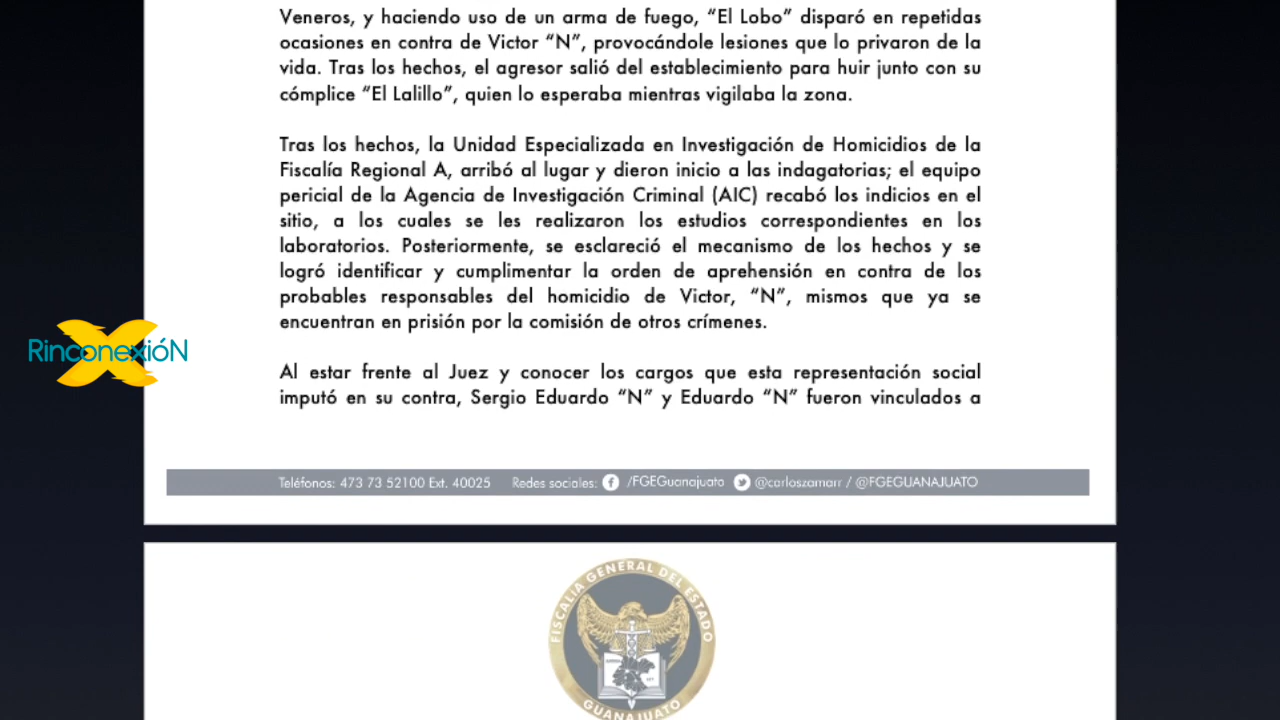 Veneros, y haciendo uso de un arma de fuego, “El Lobo” disparó en repetidas
ocasiones en contra de Victor “N”, provocándole lesiones que lo privaron de la
vida. Tras los hechos, el agresor salió del establecimiento para huir junto con su
cómplice “El Lalillo”, quien lo esperaba mientras vigilaba la zona.
Tras los hechos, la Unidad Especializada en Investigación de Homicidios de la
Fiscalía Regional A, arribó al lugar y dieron inicio a las indagatorias; el equipo
pericial de la Agencia de Investigación Criminal (AIC) recabó los indicios en el
sitio, a los cuales se les realizaron los estudios correspondientes en los
laboratorios. Posteriormente, se esclareció el mecanismo de los hechos y se
logró identificar y cumplimentar la orden de aprehensión en contra de los
probables responsables del homicidio de Victor, “N”, mismos que ya se
encuentran en prisión por la comisión de otros crímenes.
RinconexióN
Al estar frente al Juez y conocer los cargos que esta representación social
imputó en su contra, Sergio Eduardo “N” y Eduardo “N” fueron vinculados a
Teléfonos: 473 73 52100 Ext. 40025 Redes sociales: /FGEGuanajuato @carloszamarr / @FGEGUANAJUATO
FISCALIA GENERAL DEL ESTADO
GUANAJUATO